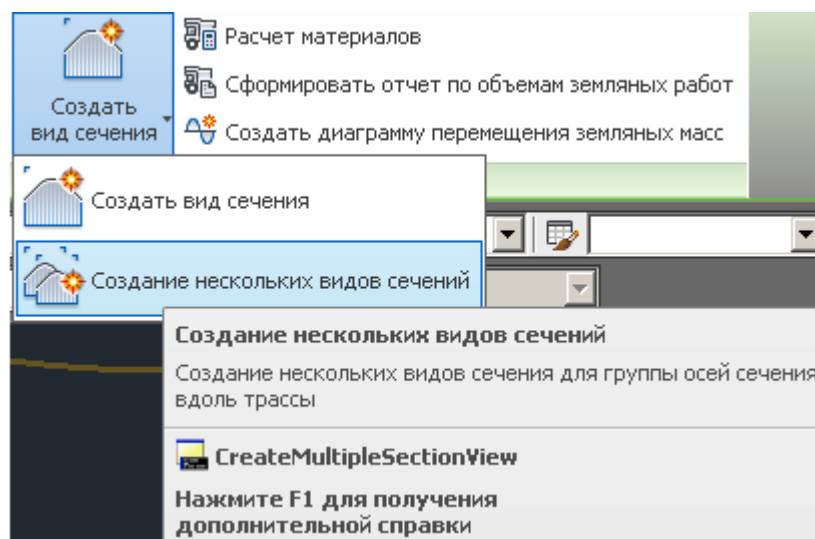 Создать
вид сечения
Расчет материалов
Сформировать отчет по объемам земляных работ
Создать диаграмму перемещения земляных масс
Создать вид сечения
Создание нескольких видов сечений
Создание нескольких видов сечений
Создание нескольких видов сечения для группы осей сечения
вдоль трассы
CreateMultipleSectionView
Нажмите F1 для получения
дополнительной справки